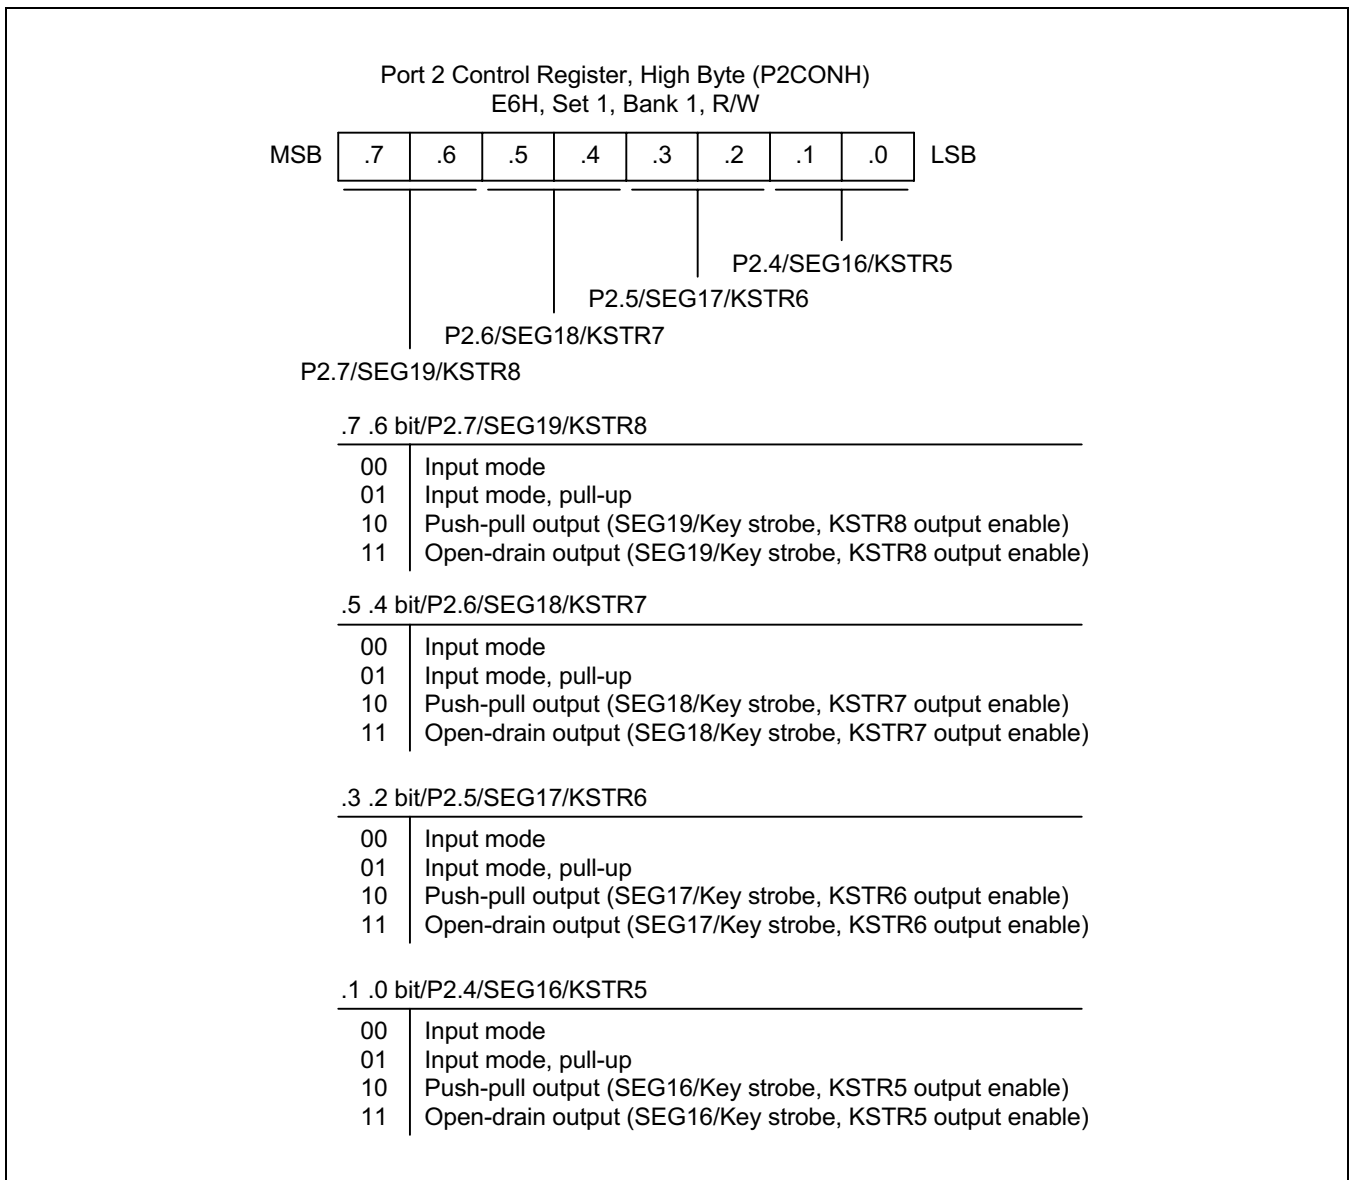 Port 2 Control Register, High Byte (P2CONH)
E6H, Set 1, Bank 1, R/W
MSB .7 .6 .5 .4 .3 .2 .1 .0 LSB
P2.4/SEG16/KSTR5
P2.5/SEG17/KSTR6
P2.6/SEG18/KSTR7
P2.7/SEG19/KSTR8
.7 .6 bit/P2.7/SEG19/KSTR8
00 Input mode
01 Input mode, pull-up
10 Push-pull output (SEG19/Key strobe, KSTR8 output enable)
11 Open-drain output (SEG19/Key strobe, KSTR8 output enable)
.5 .4 bit/P2.6/SEG18/KSTR7
00 Input mode
01 Input mode, pull-up
10 Push-pull output (SEG18/Key strobe, KSTR7 output enable)
11 Open-drain output (SEG18/Key strobe, KSTR7 output enable)
.3 .2 bit/P2.5/SEG17/KSTR6
00 Input mode
01 Input mode, pull-up
10 Push-pull output (SEG17/Key strobe, KSTR6 output enable)
11 Open-drain output (SEG17/Key strobe, KSTR6 output enable)
.1 .0 bit/P2.4/SEG16/KSTR5
00 Input mode
01 Input mode, pull-up
10 Push-pull output (SEG16/Key strobe, KSTR5 output enable)
11 Open-drain output (SEG16/Key strobe, KSTR5 output enable)